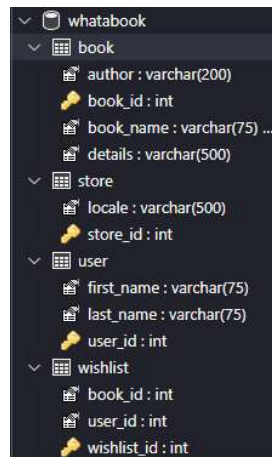 whatabook
book
author : varchar(200)
book_id : int
book_name : varchar(75) ...
details : varchar(500)
store
locale : varchar(500)
store_id : int
user
first_name : varchar(75)
last_name : varchar(75)
user_id : int
wishlist
book_id : int
user_id : int
wishlist_id : int